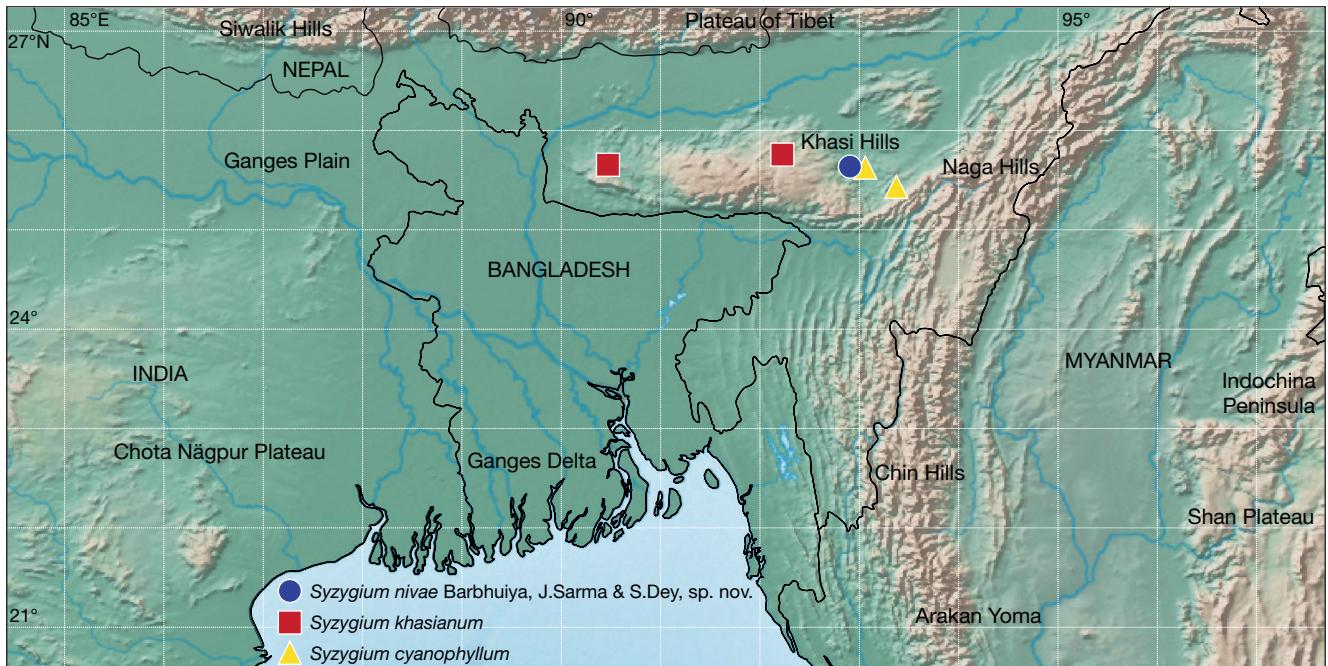 85°E
90°
95°
Siwalik Hills
Plateau of Tibet
27°N
NEPAL
Khasi Hills
Ganges Plain
Naga Hills
BANGLADESH
24°
INDIA
MYANMAR
Indochina
Peninsula
Chota Nägpur Plateau
Ganges Delta
Chin Hills
Shan Plateau
Syzygium nivae Barbhuiya, J.Sarma & S.Dey, sp. nov.
21°
Syzygium khasianum
Arakan Yoma
Syzygium cyanophyllum